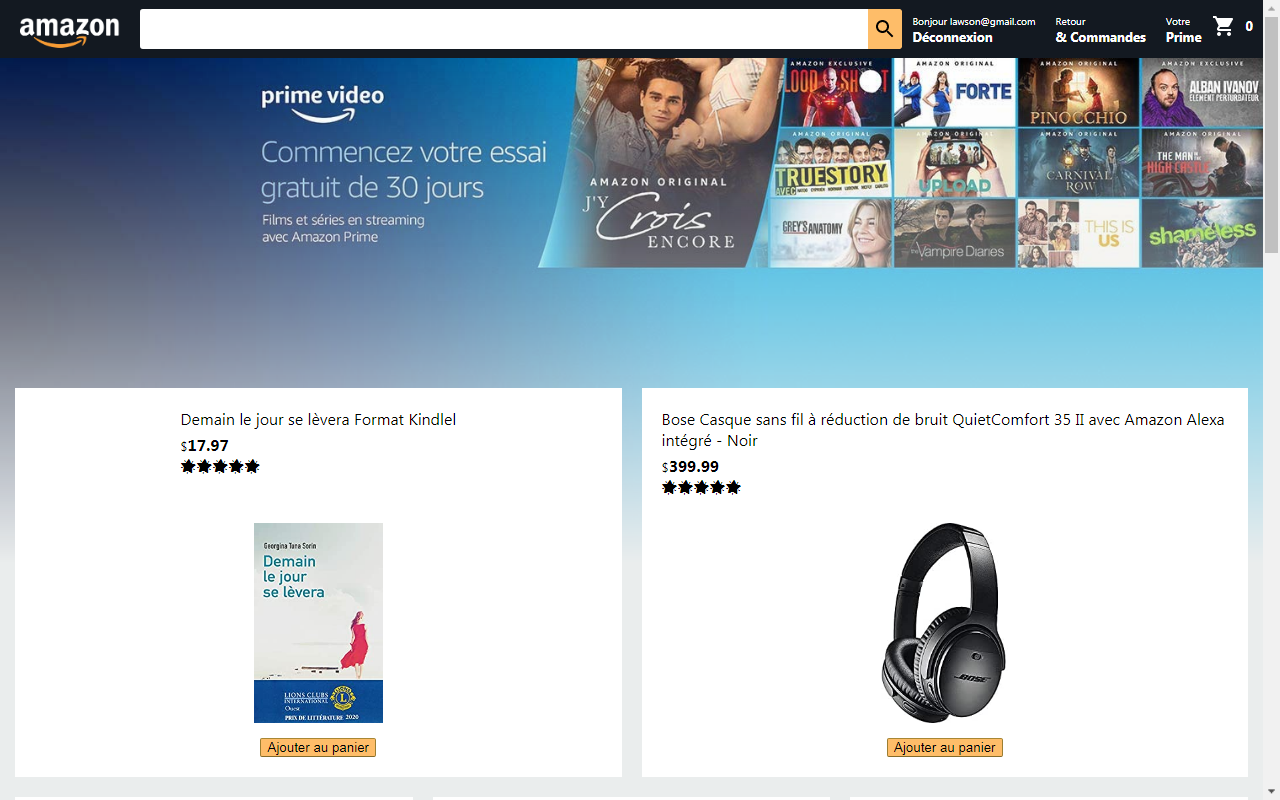 amazon
Bonjour lawson@gmail.com
Déconnexion
Retour
& Commandes
Votre
Prime
0
prime video
Commencez votre essai
gratuit de 30 jours
Films et séries en streaming
avec Amazon Prime
AMAZON ORIGINAL
J'Y
Crois
ENCORE
AMAZON EXCLUSIVE
AMAZON ORIGINAL
FORTE
AMAZON ORIGINAL
PINOCCHIO
AMAZON EXCLUSIVE
ALBAN IVANOV
ELEMENT PERTURBATEUR
AMAZON ORIGINAL
TRUESTORY
AVEC
AMAZON ORIGINAL
UPLOAD
AMAZON ORIGINAL
CARNIVAL
ROW
AMAZON ORIGINAL
THE MAN IN THE
HIGH CASTLE
GREY'S ANATOMY
the Vampire Diaries
THIS IS
US
shameless
Demain le jour se lèvera Format Kindlel
$17.97
Bose Casque sans fil à réduction de bruit QuietComfort 35 II avec Amazon Alexa
intégré - Noir
$399.99
Georgina Tuna Sorin
Demain
le jour
se lèvera
LIONS CLUBS
INTERNATIONAL
Ouest
PRIX DE LITTÉRATURE 2020
BOSE
Ajouter au panier
Ajouter au panier